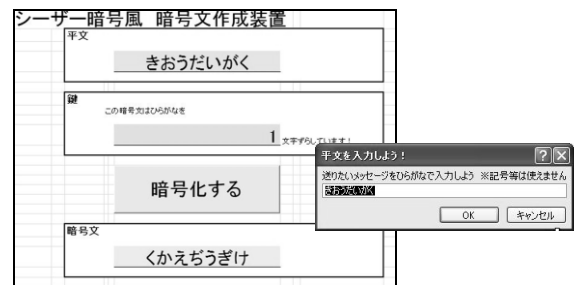 シーザー暗号風 暗号文作成装置
平文
きおうだいがく
鍵
この暗号文はひらがなを
1 文字ずらしています!
暗号化する
暗号文
くかえぢうぎけ
平文を入力しよう!
送りたいメッセージをひらがなで入力しよう ※記号等は使えません
きおうだいがく
OK キャンセル